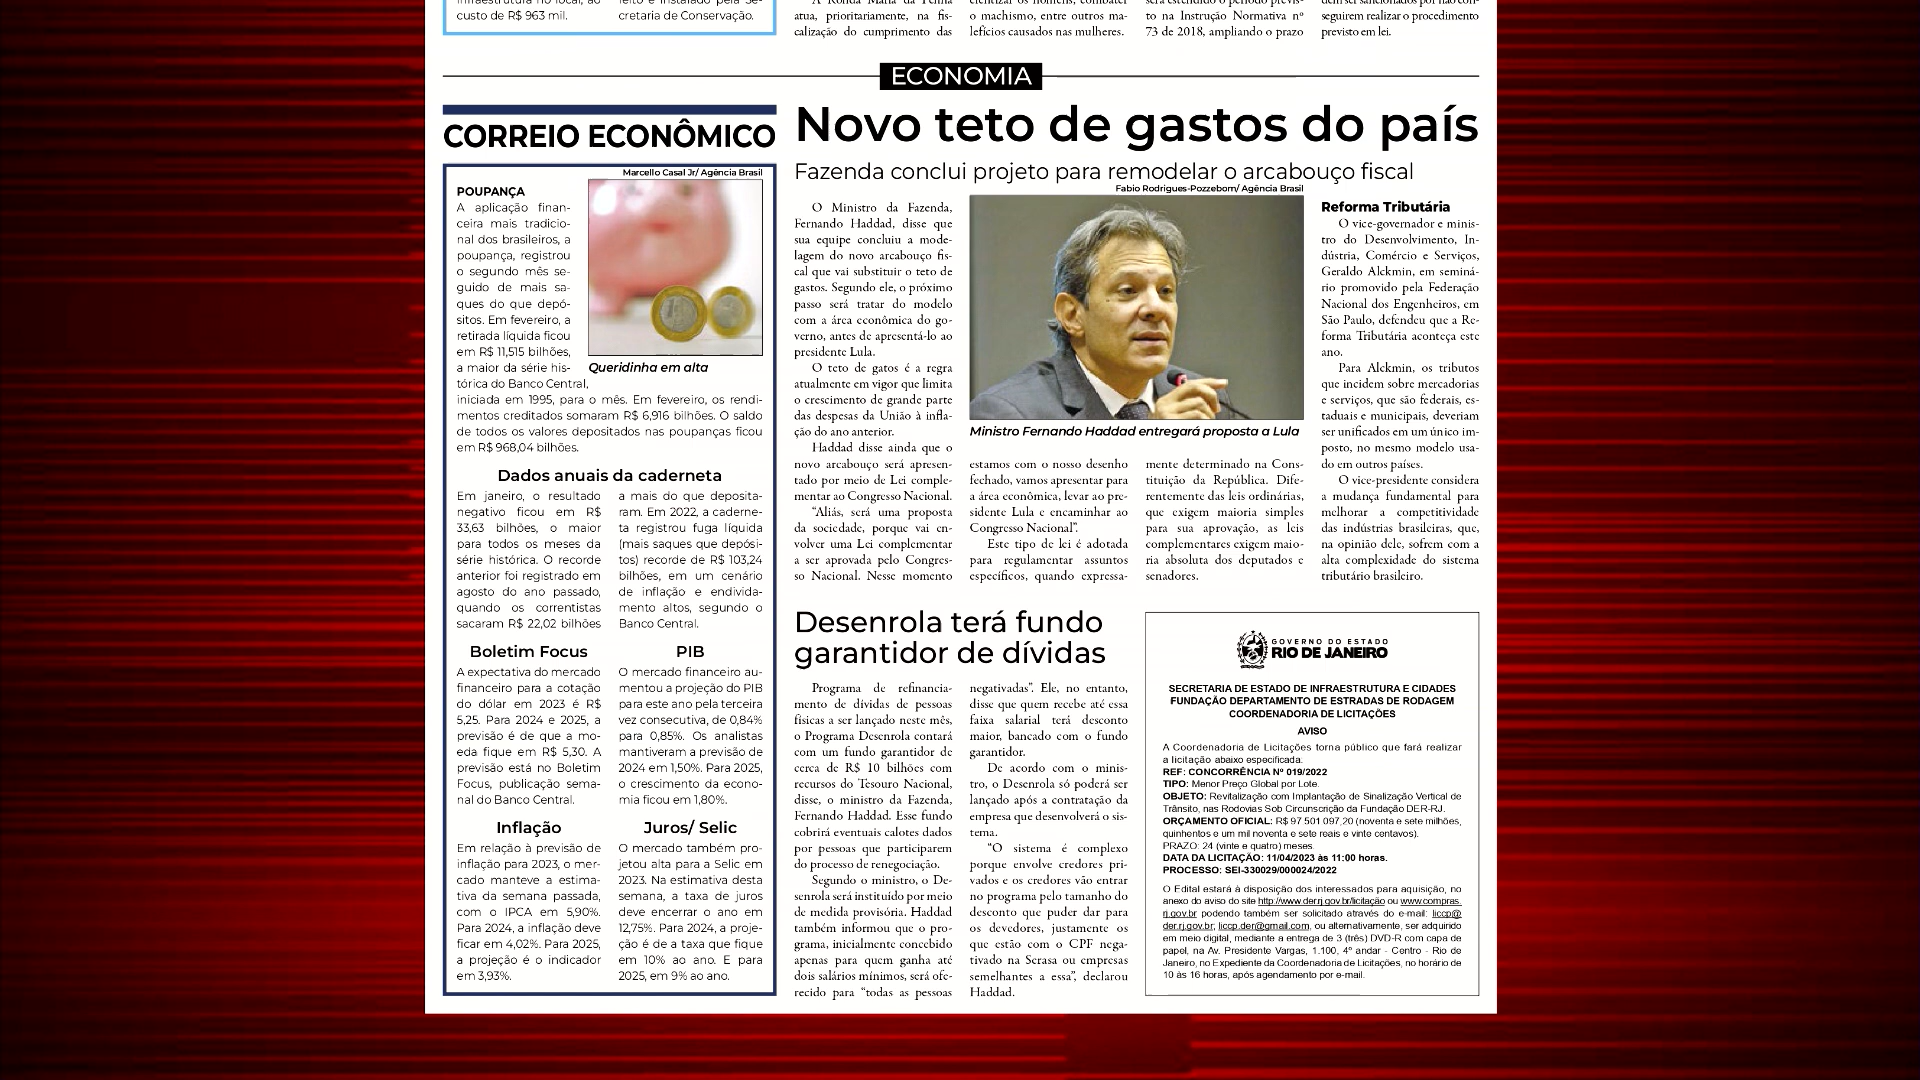 custo de R$ 963 mil.
cretaria de Conservação.
atua, prioritariamente, na fis-
calização do cumprimento das
o machismo, entre outros ma-
lefícios causados nas mulheres.
to na Instrução Normativa nº
73 de 2018, ampliando o prazo
seguirem realizar o procedimento
previsto em lei.
ECONOMIA
CORREIO ECONÔMICO
Marcello Casal Jr/ Agência Brasil
POUPANÇA
A aplicação finan-
ceira mais tradicio-
nal dos brasileiros, a
poupança, registrou
o segundo mês se-
guido de mais sa-
ques do que depó-
sitos. Em fevereiro, a
retirada líquida ficou
em R$ 11,515 bilhões,
a maior da série his-
tórica do Banco Central,
iniciada em 1995, para o mês. Em fevereiro, os rendi-
mentos creditados somaram R$ 6,916 bilhões. O saldo
de todos os valores depositados nas poupanças ficou
em R$ 968,04 bilhões.
Queridinha em alta
Dados anuais da caderneta
Em janeiro, o resultado
negativo ficou em R$
33,63 bilhões, o maior
para todos os meses da
série histórica. O recorde
anterior foi registrado em
agosto do ano passado,
quando os correntistas
sacaram R$ 22,02 bilhões
a mais do que deposita-
ram. Em 2022, a caderne-
ta registrou fuga líquida
(mais saques que depósi-
tos) recorde de R$ 103,24
bilhões, em um cenário
de inflação e endivida-
mento altos, segundo o
Banco Central.
Boletim Focus
A expectativa do mercado
financeiro para a cotação
do dólar em 2023 é R$
5,25. Para 2024 e 2025, a
previsão é de que a mo-
eda fique em R$ 5,30. A
previsão está no Boletim
Focus, publicação sema-
nal do Banco Central.
PIB
O mercado financeiro au-
mentou a projeção do PIB
para este ano pela terceira
vez consecutiva, de 0,84%
para 0,85%. Os analistas
mantiveram a previsão de
2024 em 1,50%. Para 2025,
o crescimento da econo-
mia ficou em 1,80%.
Inflação
Em relação à previsão de
inflação para 2023, o mer-
cado manteve a estima-
tiva da semana passada,
com o IPCA em 5,90%.
Para 2024, a inflação deve
ficar em 4,02%. Para 2025,
a projeção é o indicador
em 3,93%.
Juros/ Selic
O mercado também pro-
jetou alta para a Selic em
2023. Na estimativa desta
semana, a taxa de juros
deve encerrar o ano em
12,75%. Para 2024, a proje-
ção é de a taxa que fique
em 10% ao ano. E para
2025, em 9% ao ano.
Novo teto de gastos do país
Fazenda conclui projeto para remodelar o arcabouço fiscal
Fabio Rodrigues-Pozzebom/ Agência Brasil
O Ministro da Fazenda,
Fernando Haddad, disse que
sua equipe concluiu a mode-
lagem do novo arcabouço fis-
cal que vai substituir o teto de
gastos. Segundo ele, o próximo
passo será tratar do modelo
com a área econômica do go-
verno, antes de apresentá-lo ao
presidente Lula.
O teto de gatos é a regra
atualmente em vigor que limita
o crescimento de grande parte
das despesas da União à infla-
ção do ano anterior.
Haddad disse ainda que o
novo arcabouço será apresen-
tado por meio de Lei comple-
mentar ao Congresso Nacional.
“Aliás, será uma proposta
da sociedade, porque vai en-
volver uma Lei complementar
a ser aprovada pelo Congres-
so Nacional. Nesse momento
Ministro Fernando Haddad entregará proposta a Lula
estamos com o nosso desenho
fechado, vamos apresentar para
a área econômica, levar ao pre-
sidente Lula e encaminhar ao
Congresso Nacional”.
Este tipo de lei é adotada
para regulamentar assuntos
específicos, quando expressa-
mente determinado na Cons-
tituição da República. Dife-
rentemente das leis ordinárias,
que exigem maioria simples
para sua aprovação, as leis
complementares exigem maio-
ria absoluta dos deputados e
senadores.
Reforma Tributária
O vice-governador e minis-
tro do Desenvolvimento, In-
dústria, Comércio e Serviços,
Geraldo Alckmin, em seminá-
rio promovido pela Federação
Nacional dos Engenheiros, em
São Paulo, defendeu que a Re-
forma Tributária aconteça este
ano.
Para Alckmin, os tributos
que incidem sobre mercadorias
e serviços, que são federais, es-
taduais e municipais, deveriam
ser unificados em um único im-
posto, no mesmo modelo usa-
do em outros países.
O vice-presidente considera
a mudança fundamental para
melhorar a competitividade
das indústrias brasileiras, que,
na opinião dele, sofrem com a
alta complexidade do sistema
tributário brasileiro.
Desenrola terá fundo
garantidor de dívidas
Programa de refinancia-
mento de dívidas de pessoas
físicas a ser lançado neste mês,
o Programa Desenrola contará
com um fundo garantidor de
cerca de R$ 10 bilhões com
recursos do Tesouro Nacional,
disse, o ministro da Fazenda,
Fernando Haddad. Esse fundo
cobrirá eventuais calotes dados
por pessoas que participarem
do processo de renegociação.
Segundo o ministro, o De-
senrola será instituído por meio
de medida provisória. Haddad
também informou que o pro-
grama, inicialmente concebido
apenas para quem ganha até
dois salários mínimos, será ofe-
recido para “todas as pessoas
negativadas”. Ele, no entanto,
disse que quem recebe até essa
faixa salarial terá desconto
maior, bancado com o fundo
garantidor.
De acordo com o minis-
tro, o Desenrola só poderá ser
lançado após a contratação da
empresa que desenvolverá o sis-
tema.
“O sistema é complexo
porque envolve credores pri-
vados e os credores vão entrar
no programa pelo tamanho do
desconto que puder dar para
os devedores, justamente os
que estão com o CPF nega-
tivado na Serasa ou empresas
semelhantes a essa”, declarou
Haddad.
GOVERNO DO ESTADO
RIO DE JANEIRO
SECRETARIA DE ESTADO DE INFRAESTRUTURA E CIDADES
FUNDAÇÃO DEPARTAMENTO DE ESTRADAS DE RODAGEM
COORDENADORIA DE LICITAÇÕES
AVISO
A Coordenadoria de Licitações torna público que fará realizar
a licitação abaixo especificada.
REF: CONCORRÊNCIA Nº 019/2022
TIPO: Menor Preço Global por Lote.
OBJETO: Revitalização com Implantação de Sinalização Vertical de
Trânsito, nas Rodovias Sob Circunscrição da Fundação DER-RJ.
ORÇAMENTO OFICIAL: R$ 97 501 097,20 (noventa e sete milhões,
quinhentos e um mil noventa e sete reais e vinte centavos).
PRAZO: 24 (vinte e quatro) meses.
DATA DA LICITAÇÃO: 11/04/2023 às 11:00 horas.
PROCESSO: SEI-330029/000024/2022
O Edital estará à disposição dos interessados para aquisição, no
anexo do aviso do site http://www.der.rj.gov.br/licitação ou www.compras.
rj.gov.br podendo também ser solicitado através do e-mail: liccp@
der.rj.gov.br; liccp.der@gmail.com, ou alternativamente, ser adquirido
em meio digital, mediante a entrega de 3 (três) DVD-R com capa de
papel, na Av. Presidente Vargas, 1.100, 4º andar - Centro - Rio de
Janeiro, no Expediente da Coordenadoria de Licitações, no horário de
10 às 16 horas, após agendamento por e-mail.